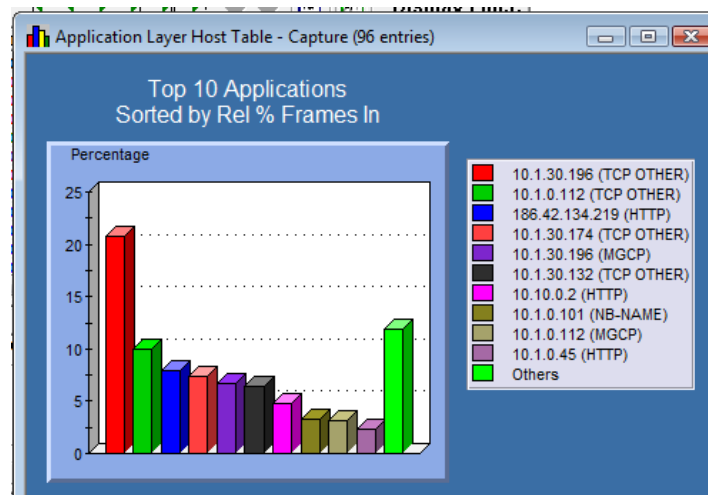 Application Layer Host Table - Capture (96 entries)
Top 10 Applications
Sorted by Rel % Frames In
Percentage
25
20
15
10
5
0
10.1.30.196 (TCP OTHER)
10.1.0.112 (TCP OTHER)
186.42.134.219 (HTTP)
10.1.30.174 (TCP OTHER)
10.1.30.196 (MGCP)
10.1.30.132 (TCP OTHER)
10.10.0.2 (HTTP)
10.1.0.101 (NB-NAME)
10.1.0.112 (MGCP)
10.1.0.45 (HTTP)
Others